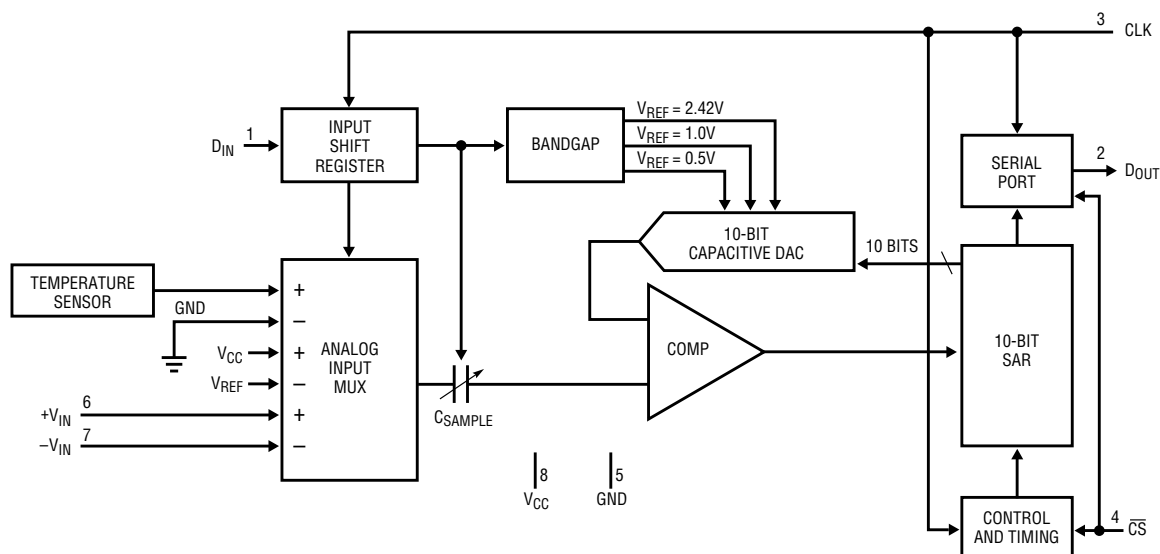 3
CLK
1
D_IN
INPUT
SHIFT
REGISTER
BANDGAP
V_REF = 2.42V
V_REF = 1.0V
V_REF = 0.5V
SERIAL
PORT
2
D_OUT
10-BIT
CAPACITIVE DAC
10 BITS
TEMPERATURE
SENSOR
GND
V_CC
V_REF
6
+V_IN
7
–V_IN
+
–
+
–
+
–
ANALOG
INPUT
MUX
C_SAMPLE
COMP
10-BIT
SAR
8
V_CC
5
GND
CONTROL
AND TIMING
4
C̅S̅